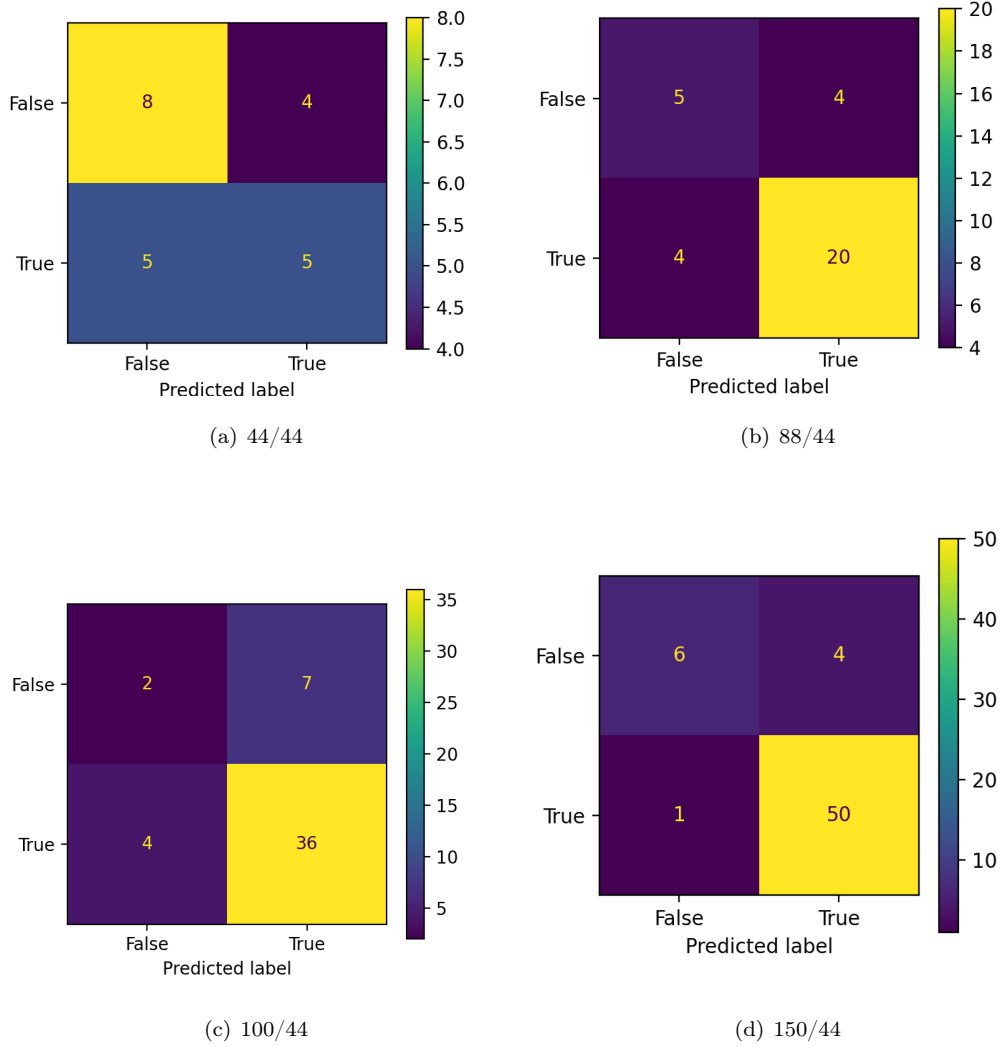 8.0
7.5
7.0
6.5
6.0
5.5
5.0
4.5
4.0
False
True
8 4
5 5
False True
Predicted label
(a) 44/44
20
18
16
14
12
10
8
6
4
False
True
5 4
4 20
False True
Predicted label
(b) 88/44
35
30
25
20
15
10
5
False
True
2 7
4 36
False True
Predicted label
(c) 100/44
50
40
30
20
10
False
True
6 4
1 50
False True
Predicted label
(d) 150/44